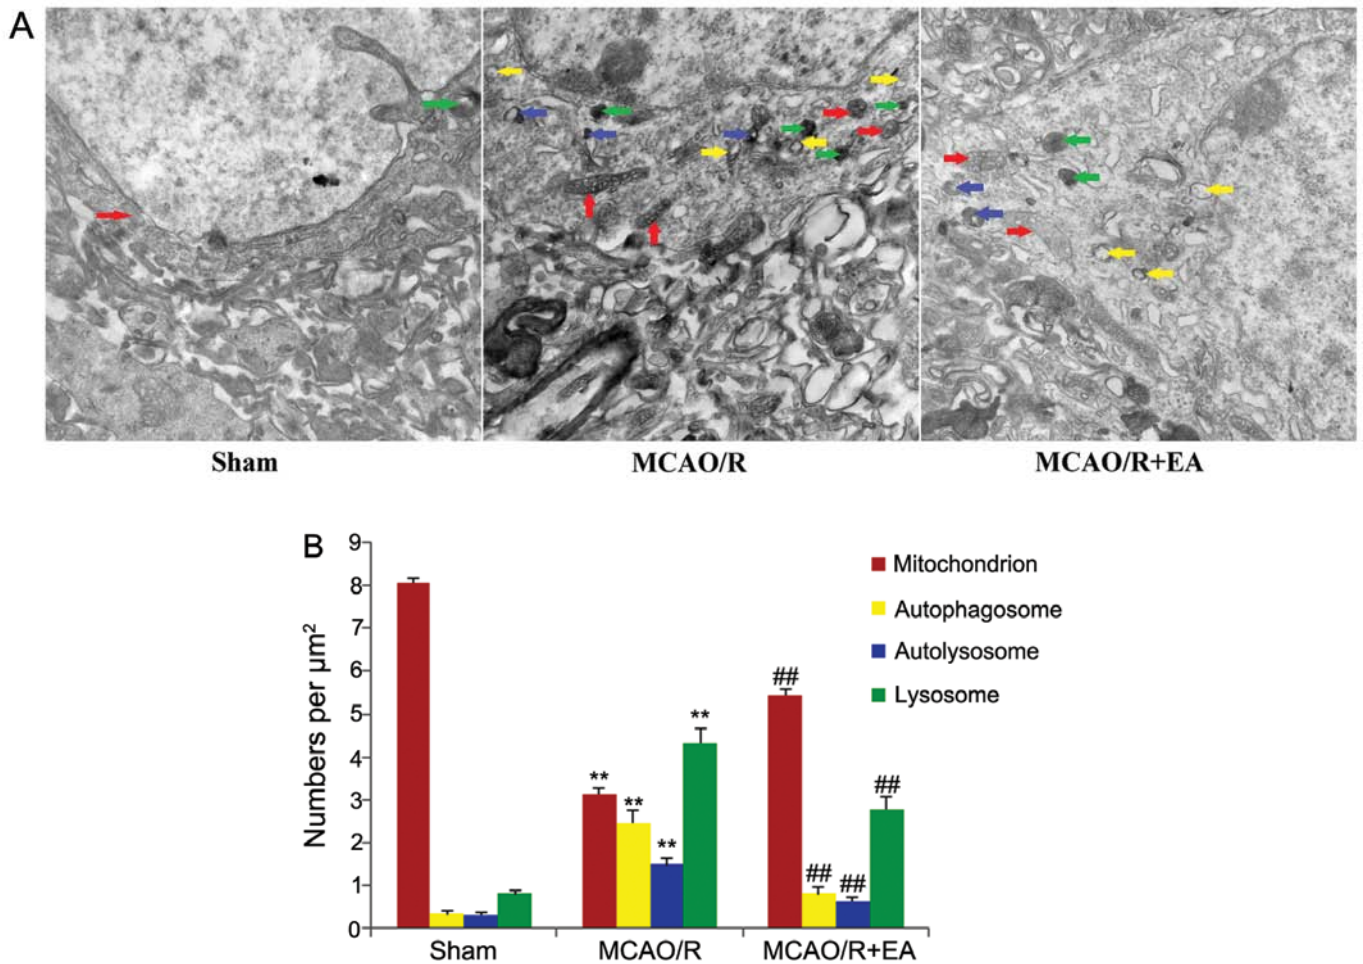 A
Sham
MCAO/R
MCAO/R+EA
B
Numbers per μm²
9
8
7
6
5
4
3
2
1
0
**
**
**
**
##
##
##
##
Sham
MCAO/R
MCAO/R+EA
Mitochondrion
Autophagosome
Autolysosome
Lysosome